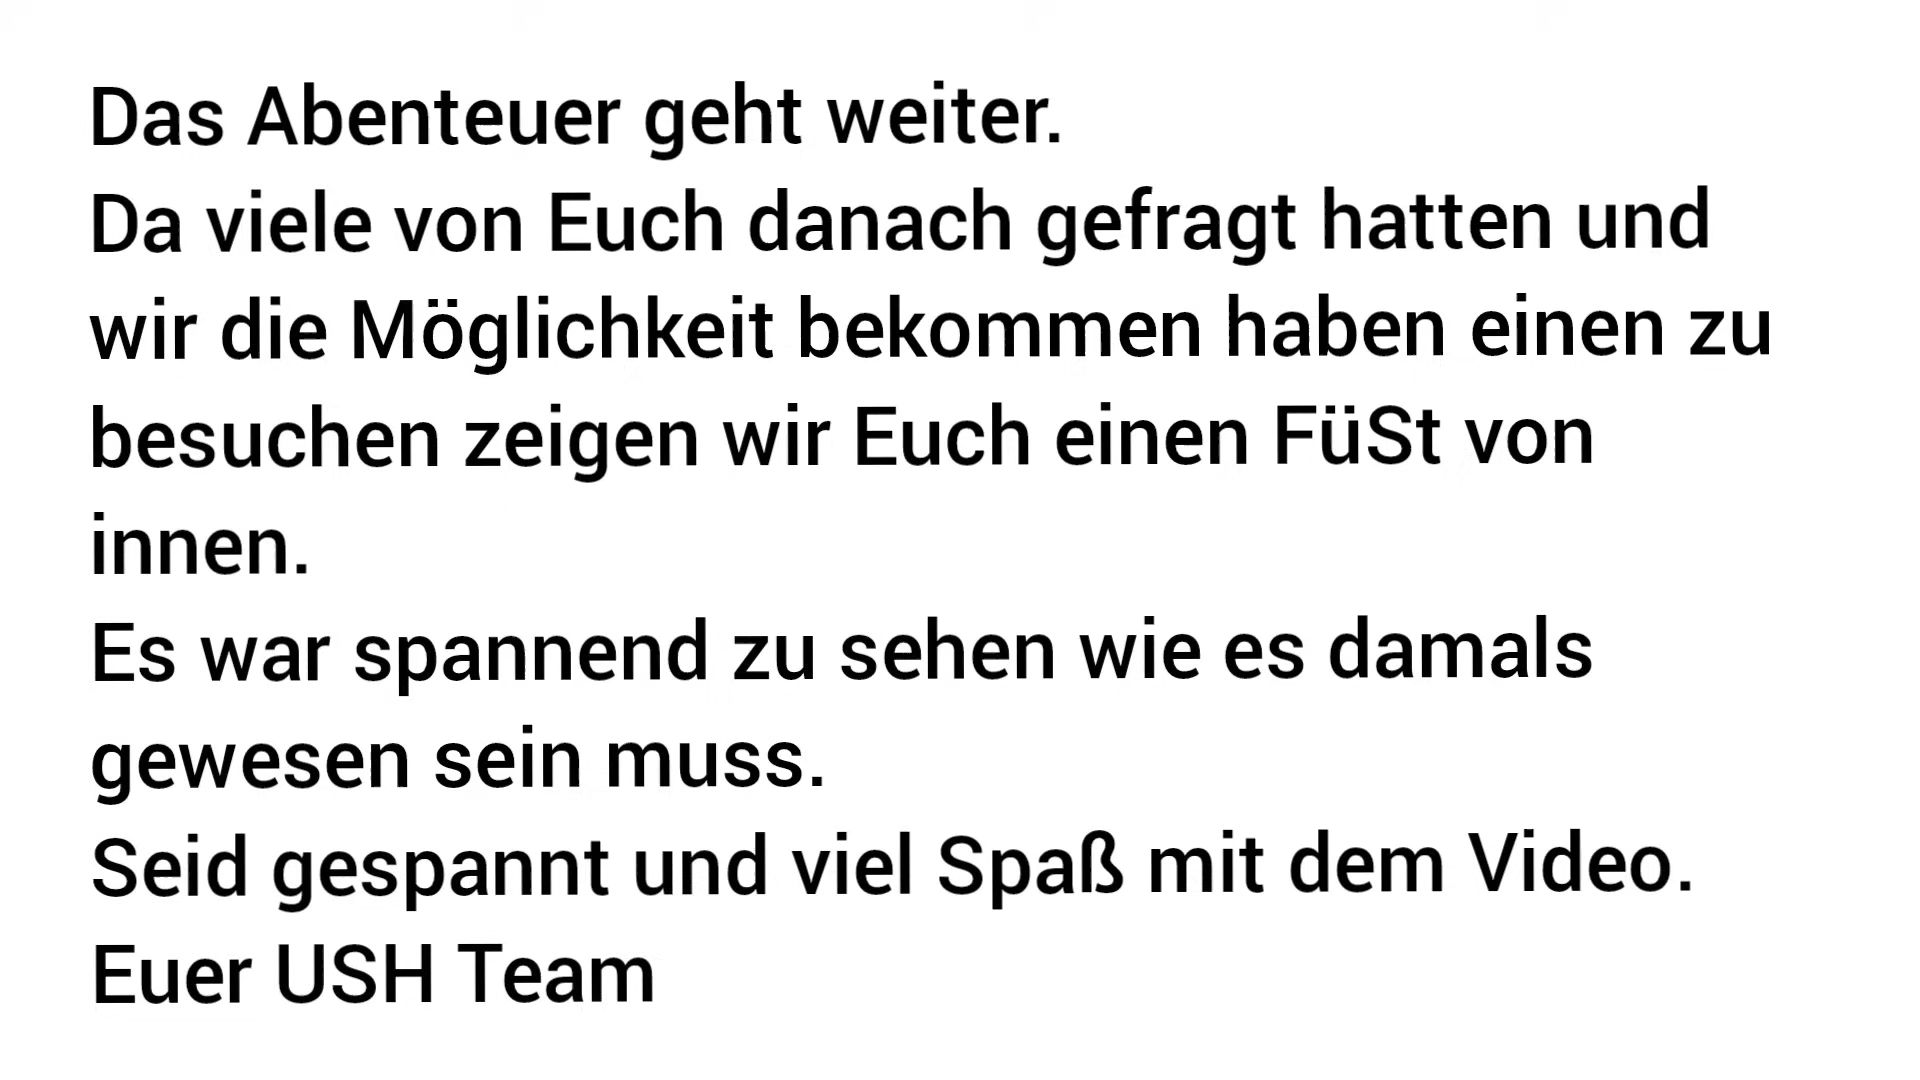 Das Abenteuer geht weiter.
Da viele von Euch danach gefragt hatten und
wir die Möglichkeit bekommen haben einen zu
besuchen zeigen wir Euch einen FüSt von
innen.
Es war spannend zu sehen wie es damals
gewesen sein muss.
Seid gespannt und viel Spaß mit dem Video.
Euer USH Team